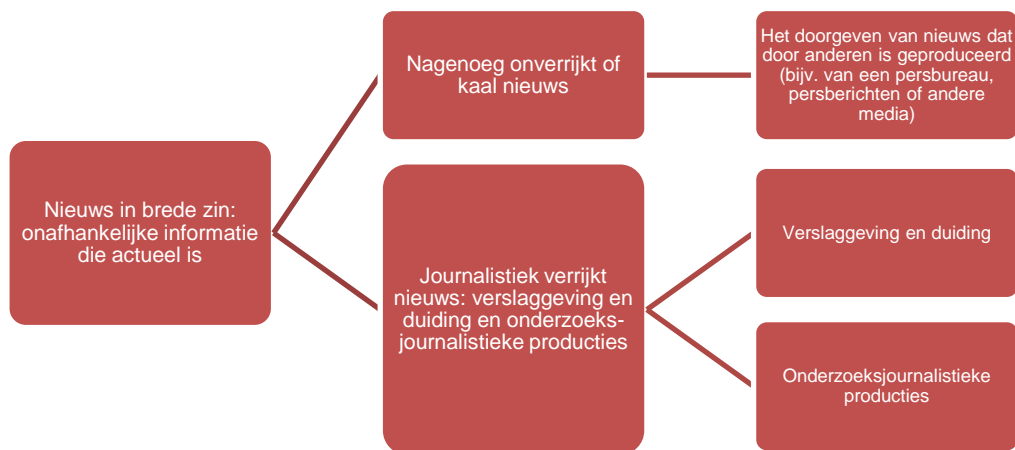 Nieuws in brede zin:
onafhankelijke informatie
die actueel is
Nagenoeg onverrijkt of
kaal nieuws
Het doorgeven van nieuws dat
door anderen is geproduceerd
(bijv. van een persbureau,
persberichten of andere
media)
Journalistiek verrijkt
nieuws: verslaggeving en
duiding en onderzoeks-
journalistieke producties
Verslaggeving en duiding
Onderzoeksjournalistieke
producties